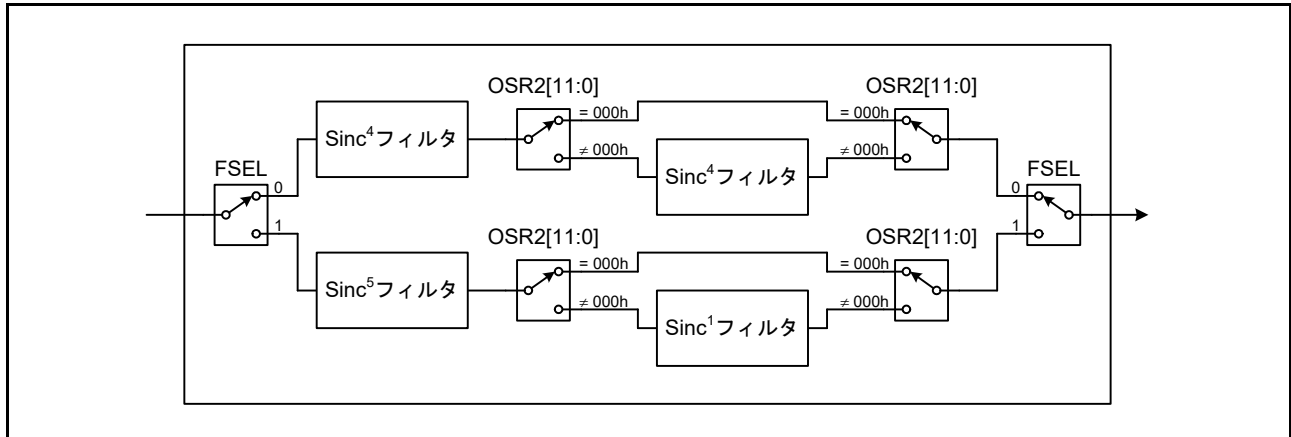 OSR2[11:0] OSR2[11:0]
= 000h = 000h
Sinc⁴フィルタ
≠ 000h ≠ 000h
FSEL Sinc⁴フィルタ FSEL
0 0
1 1
OSR2[11:0] OSR2[11:0]
= 000h = 000h
Sinc⁵フィルタ
≠ 000h ≠ 000h
Sinc¹フィルタ